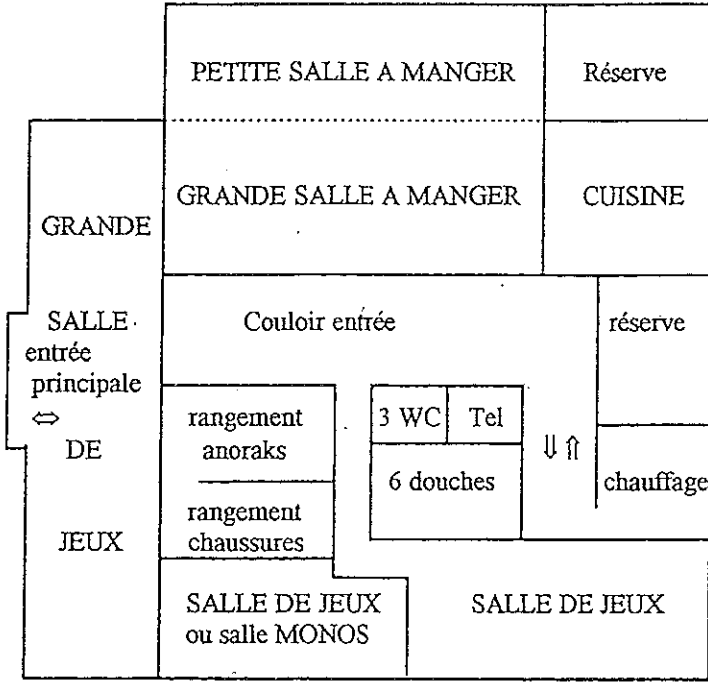 PETITE SALLE A MANGER
Réserve
GRANDE SALLE A MANGER
CUISINE
GRANDE
SALLE
entrée
principale
⇔
DE
JEUX
Couloir entrée
réserve
rangement
anoraks
3 WC
Tel
⇓⇑
6 douches
chauffage
rangement
chaussures
SALLE DE JEUX
ou salle MONOS
SALLE DE JEUX